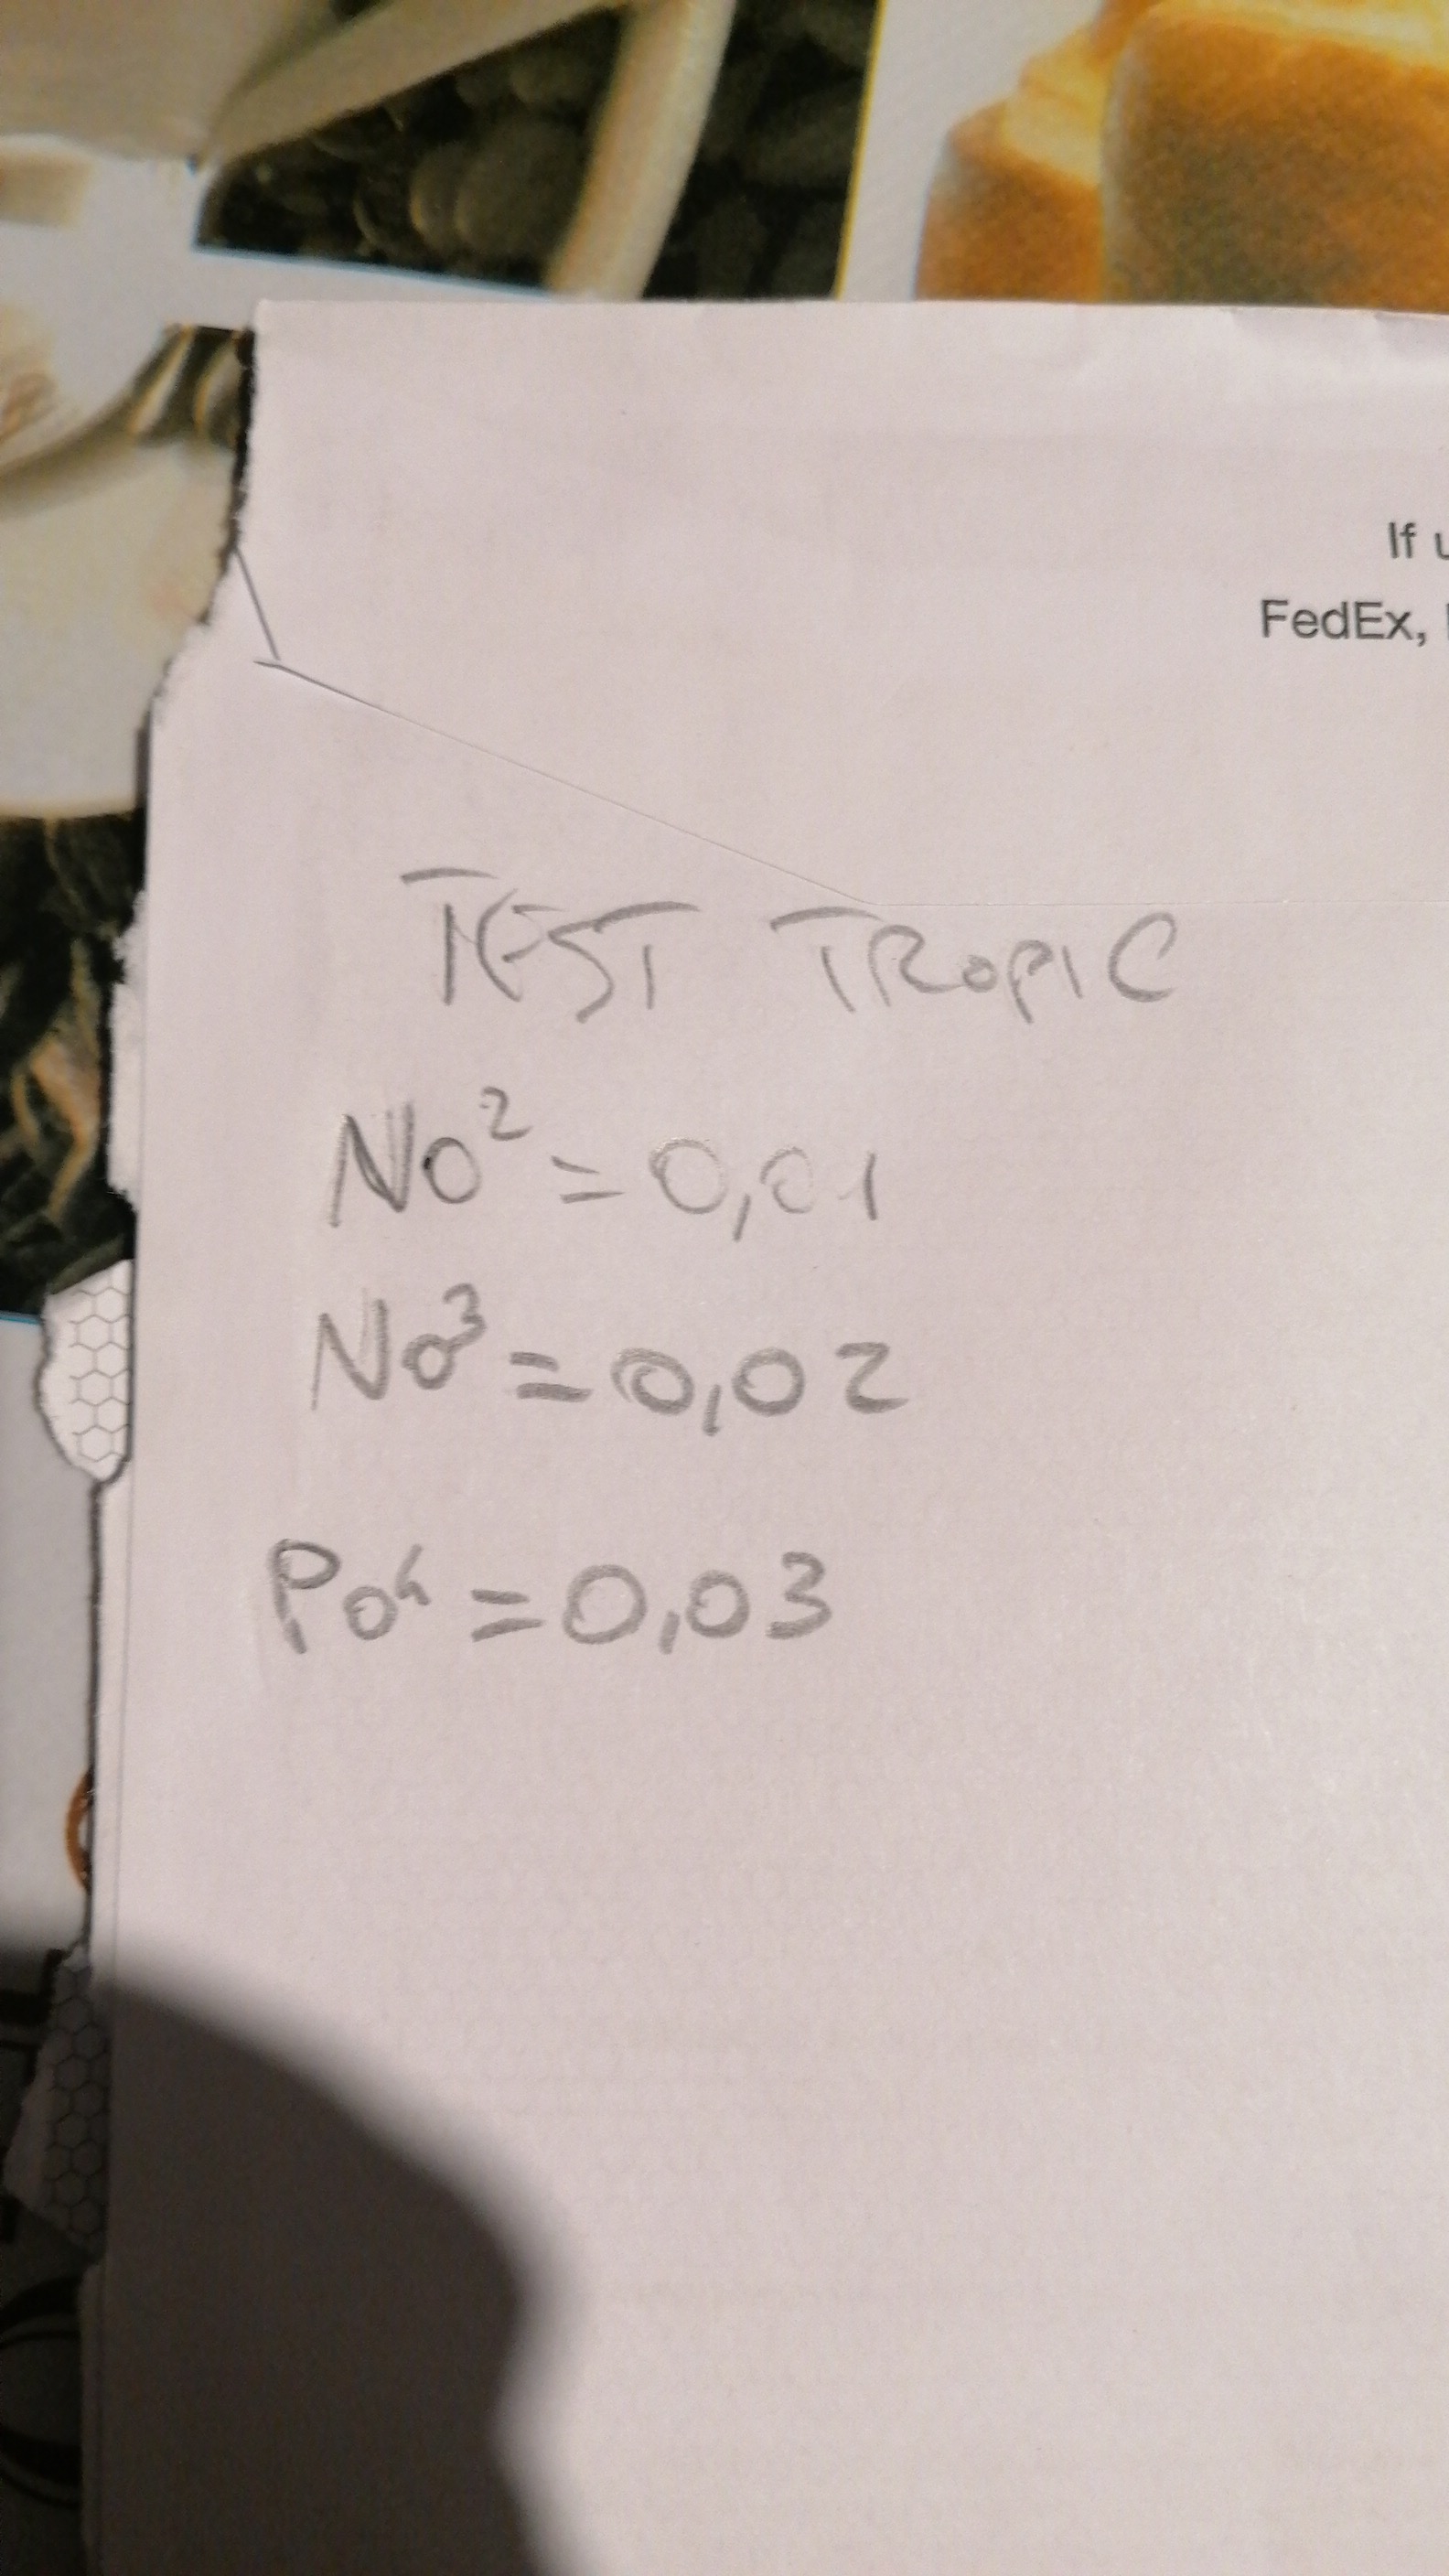 If
FedEx,
TEST TROPIC
No² = 0,01
No³ = 0,02
Po⁴ = 0,03